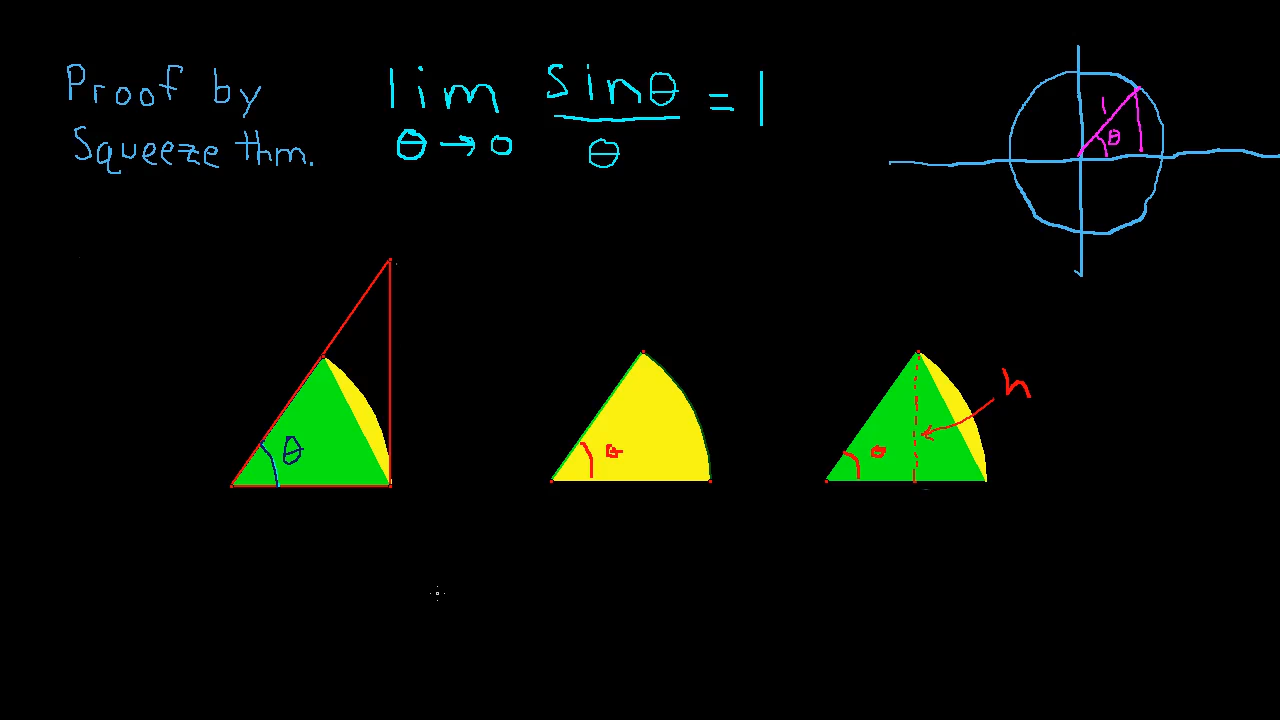 Proof by
Squeeze thm.
lim sinθ = 1
θ → 0 θ
1
θ
θ
θ
θ
h